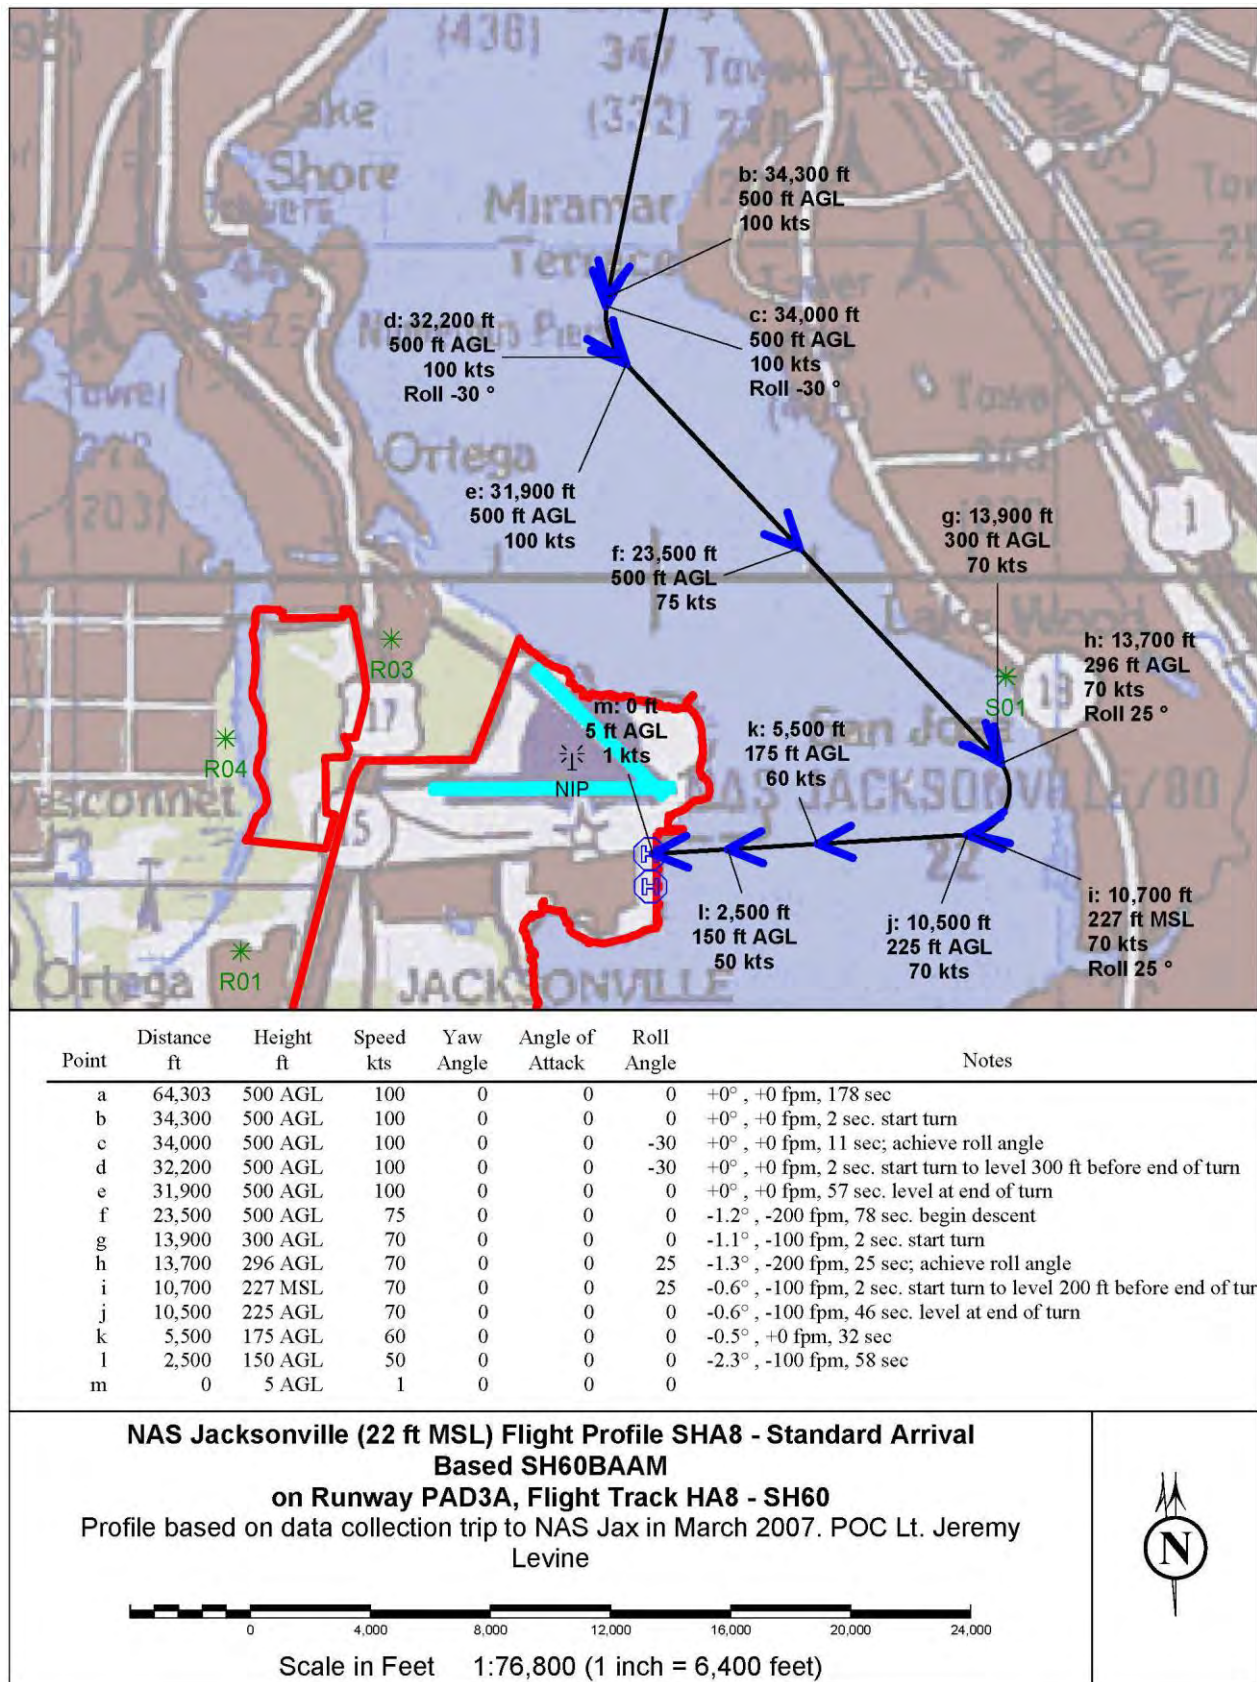 (436)
347
(332)
Lake
Shore
Towers
Miramar
Terrace
b: 34,300 ft
500 ft AGL
100 kts
d: 32,200 ft
500 ft AGL
100 kts
Roll -30 °
c: 34,000 ft
500 ft AGL
100 kts
Roll -30 °
Tower
272
(203)
Ortega
1
e: 31,900 ft
500 ft AGL
100 kts
f: 23,500 ft
500 ft AGL
75 kts
g: 13,900 ft
300 ft AGL
70 kts
h: 13,700 ft
296 ft AGL
70 kts
Roll 25 °
R03
17
S01
13
San Jose
m: 0 ft
5 ft AGL
1 kts
k: 5,500 ft
175 ft AGL
60 kts
R04
NIP
NAS JACKSONVILLE
22
l: 2,500 ft
150 ft AGL
50 kts
j: 10,500 ft
225 ft AGL
70 kts
i: 10,700 ft
227 ft MSL
70 kts
Roll 25 °
R01
Ortega
JACKSONVILLE
Point Distance ft Height ft Speed kts Yaw Angle Angle of Attack Roll Angle Notes
a 64,303 500 AGL 100 0 0 0 +0° , +0 fpm, 178 sec
b 34,300 500 AGL 100 0 0 0 +0° , +0 fpm, 2 sec. start turn
c 34,000 500 AGL 100 0 0 -30 +0° , +0 fpm, 11 sec; achieve roll angle
d 32,200 500 AGL 100 0 0 -30 +0° , +0 fpm, 2 sec. start turn to level 300 ft before end of turn
e 31,900 500 AGL 100 0 0 0 +0° , +0 fpm, 57 sec. level at end of turn
f 23,500 500 AGL 75 0 0 0 -1.2° , -200 fpm, 78 sec. begin descent
g 13,900 300 AGL 70 0 0 0 -1.1° , -100 fpm, 2 sec. start turn
h 13,700 296 AGL 70 0 0 25 -1.3° , -200 fpm, 25 sec; achieve roll angle
i 10,700 227 MSL 70 0 0 25 -0.6° , -100 fpm, 2 sec. start turn to level 200 ft before end of tur
j 10,500 225 AGL 70 0 0 0 -0.6° , -100 fpm, 46 sec. level at end of turn
k 5,500 175 AGL 60 0 0 0 -0.5° , +0 fpm, 32 sec
l 2,500 150 AGL 50 0 0 0 -2.3° , -100 fpm, 58 sec
m 0 5 AGL 1 0 0 0
NAS Jacksonville (22 ft MSL) Flight Profile SHA8 - Standard Arrival
Based SH60BAAM
on Runway PAD3A, Flight Track HA8 - SH60
Profile based on data collection trip to NAS Jax in March 2007. POC Lt. Jeremy
Levine
N
0 4,000 8,000 12,000 16,000 20,000 24,000
Scale in Feet 1:76,800 (1 inch = 6,400 feet)